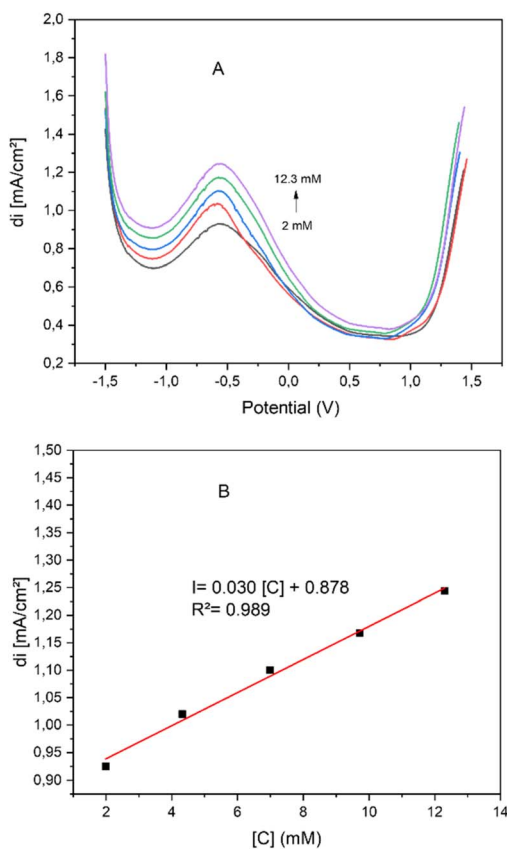 2,0
1,8
1,6
1,4
1,2
1,0
0,8
0,6
0,4
0,2
di [mA/cm²]
A
12.3 mM
2 mM
-1,5 -1,0 -0,5 0,0 0,5 1,0 1,5
Potential (V)
1,50
1,45
1,40
1,35
1,30
1,25
1,20
1,15
1,10
1,05
1,00
0,95
0,90
di [mA/cm²]
B
I= 0.030 [C] + 0.878
R²= 0.989
2 4 6 8 10 12 14
[C] (mM)